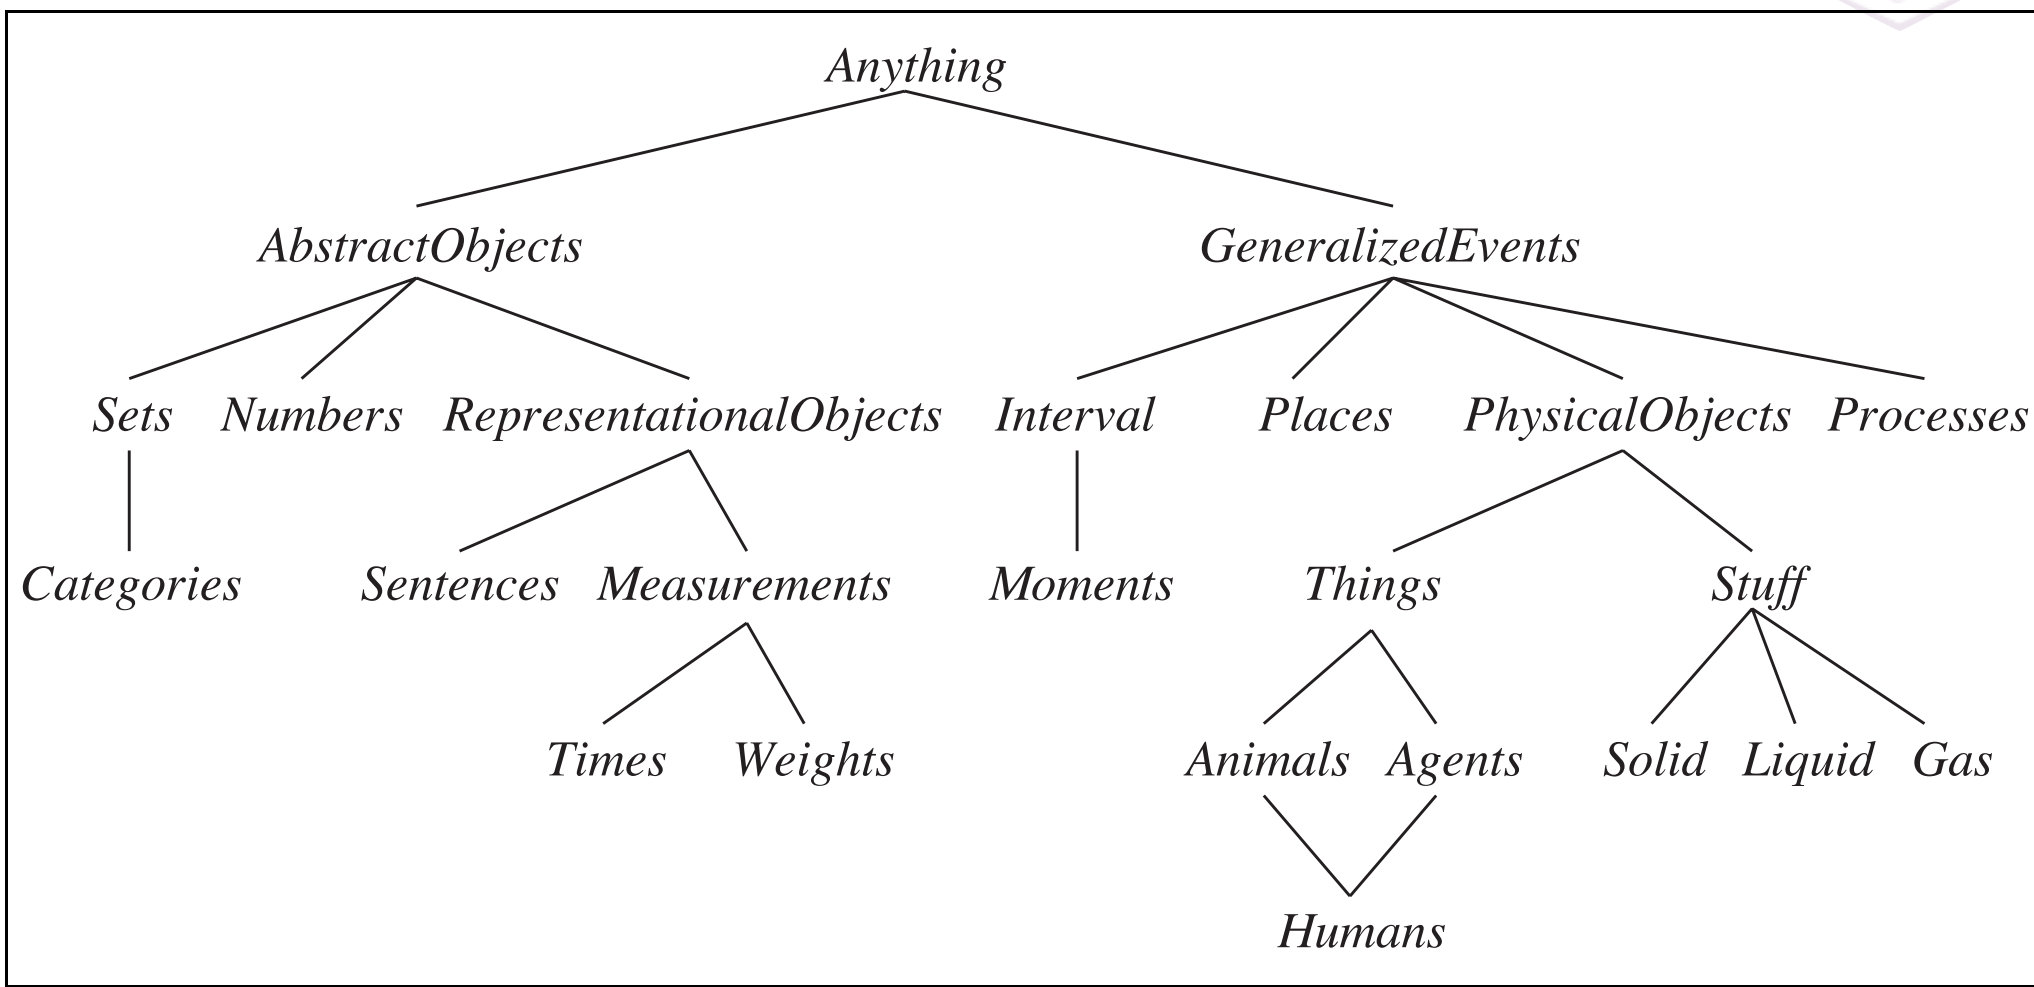 Anything
AbstractObjects GeneralizedEvents
Sets Numbers RepresentationalObjects Interval Places PhysicalObjects Processes
Categories Sentences Measurements Moments Things Stuff
Times Weights Animals Agents Solid Liquid Gas
Humans